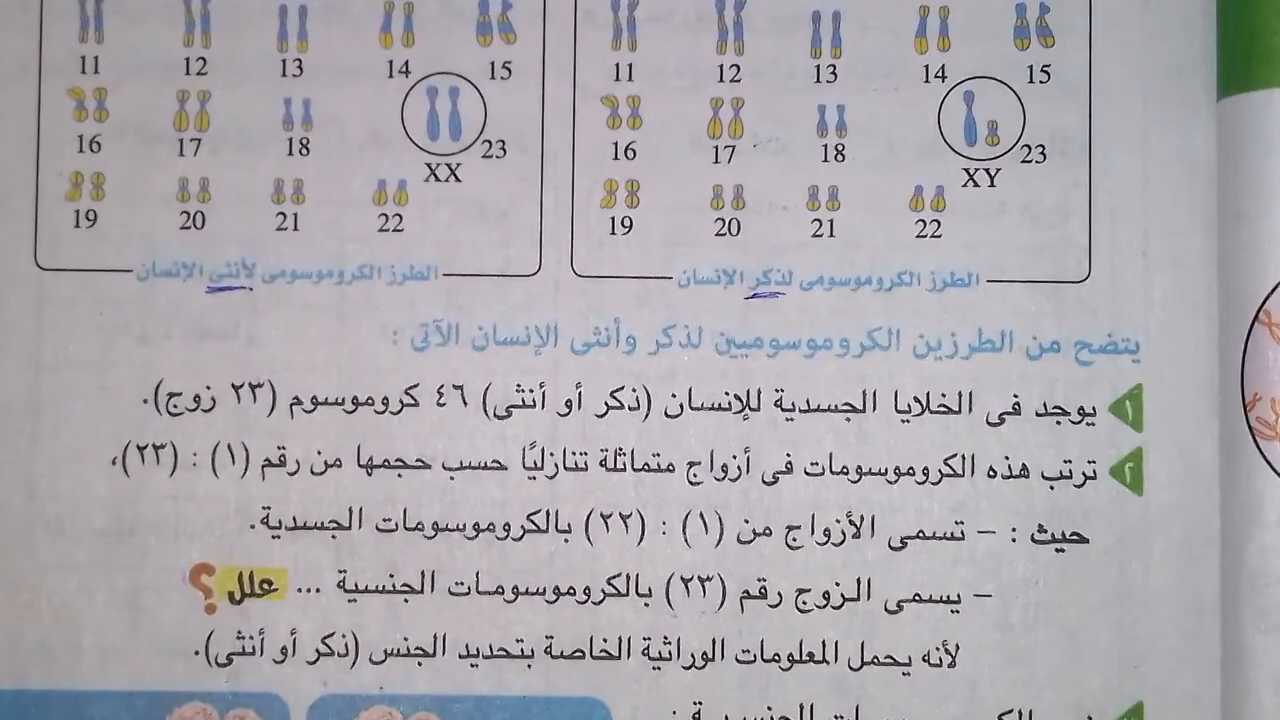 11 12 13 14 15
16 17 18 23
XX
19 20 21 22
الطرز الكروموسومى لأنثى الإنسان
11 12 13 14 15
16 17 18 23
XY
19 20 21 22
الطرز الكروموسومى لذكر الإنسان
يتضح من الطرزين الكروموسوميين لذكر وأنثى الإنسان الآتى :
١ يوجد فى الخلايا الجسدية للإنسان (ذكر أو أنثى) ٤٦ كروموسوم (٢٣ زوج).
٢ ترتب هذه الكروموسومات فى أزواج متماثلة تنازليًا حسب حجمها من رقم (١) : (٢٣)،
حيث : - تسمى الأزواج من (١) : (٢٢) بالكروموسومات الجسدية.
- يسمى الزوج رقم (٢٣) بالكروموسومات الجنسية ... علل ؟
لأنه يحمل المعلومات الوراثية الخاصة بتحديد الجنس (ذكر أو أنثى).